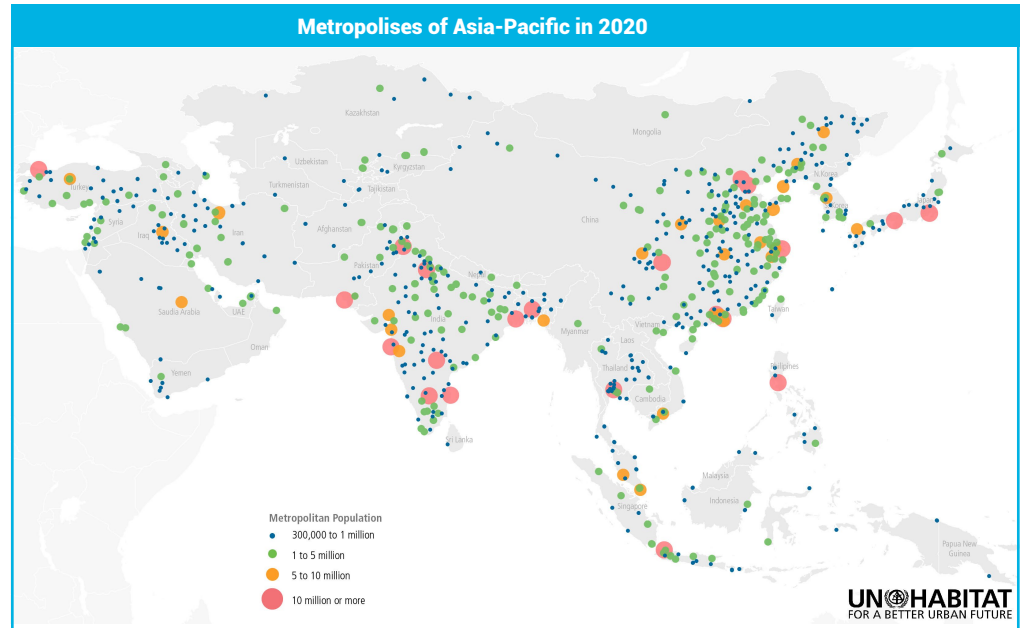 Metropolises of Asia-Pacific in 2020
Kazakhstan
Mongolia
Uzbekistan
Kyrgyzstan
N.Korea
Turkey
Turkmenistan
Tajikistan
Japan
Korea
China
Syria
Iraq
Iran
Afghanistan
Pakistan
Nepal
Saudia Arabia
UAE
India
Myanmar
Vietnam
Taiwan
Oman
Laos
Thailand
Philipines
Yemen
Cambodia
Sri Lanka
Malaysia
Indonesia
Singapore
Papua New
Guinea
Metropolitan Population
300,000 to 1 million
1 to 5 million
5 to 10 million
10 million or more
UN HABITAT
FOR A BETTER URBAN FUTURE